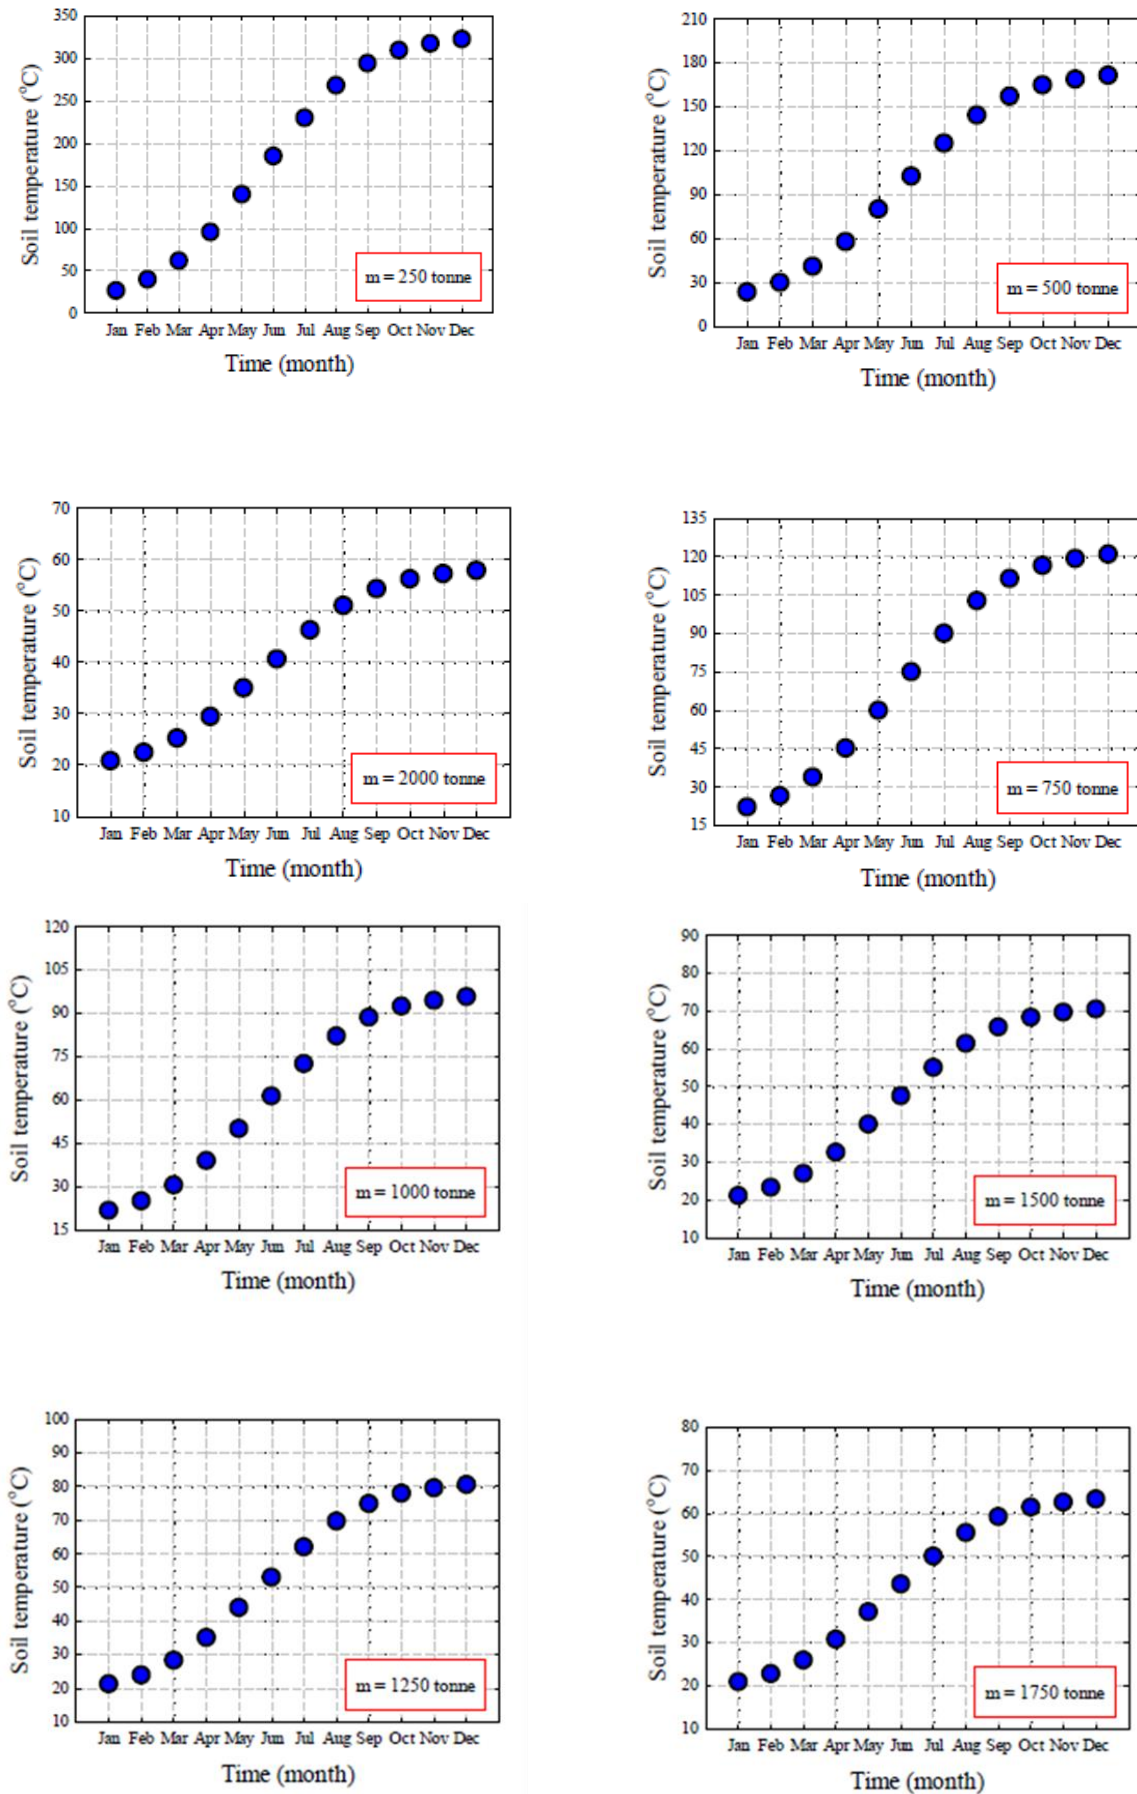 350
300
250
200
150
100
50
0
Soil temperature (°C)
m = 250 tonne
Jan Feb Mar Apr May Jun Jul Aug Sep Oct Nov Dec
Time (month)
210
180
150
120
90
60
30
0
Soil temperature (°C)
m = 500 tonne
Jan Feb Mar Apr May Jun Jul Aug Sep Oct Nov Dec
Time (month)
70
60
50
40
30
20
10
Soil temperature (°C)
m = 2000 tonne
Jan Feb Mar Apr May Jun Jul Aug Sep Oct Nov Dec
Time (month)
135
120
105
90
75
60
45
30
15
Soil temperature (°C)
m = 750 tonne
Jan Feb Mar Apr May Jun Jul Aug Sep Oct Nov Dec
Time (month)
120
105
90
75
60
45
30
15
Soil temperature (°C)
m = 1000 tonne
Jan Feb Mar Apr May Jun Jul Aug Sep Oct Nov Dec
Time (month)
90
80
70
60
50
40
30
20
10
Soil temperature (°C)
m = 1500 tonne
Jan Feb Mar Apr May Jun Jul Aug Sep Oct Nov Dec
Time (month)
100
90
80
70
60
50
40
30
20
10
Soil temperature (°C)
m = 1250 tonne
Jan Feb Mar Apr May Jun Jul Aug Sep Oct Nov Dec
Time (month)
80
70
60
50
40
30
20
10
Soil temperature (°C)
m = 1750 tonne
Jan Feb Mar Apr May Jun Jul Aug Sep Oct Nov Dec
Time (month)